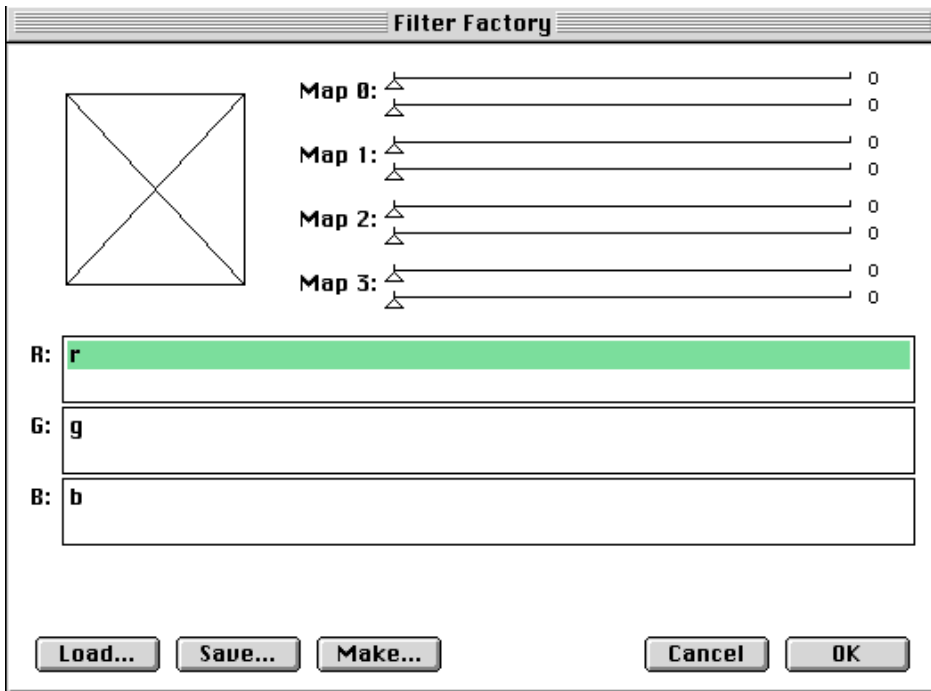 Filter Factory
Map 0: 0
0
Map 1: 0
0
Map 2: 0
0
Map 3: 0
0
R: r
G: g
B: b
Load... Save... Make... Cancel OK